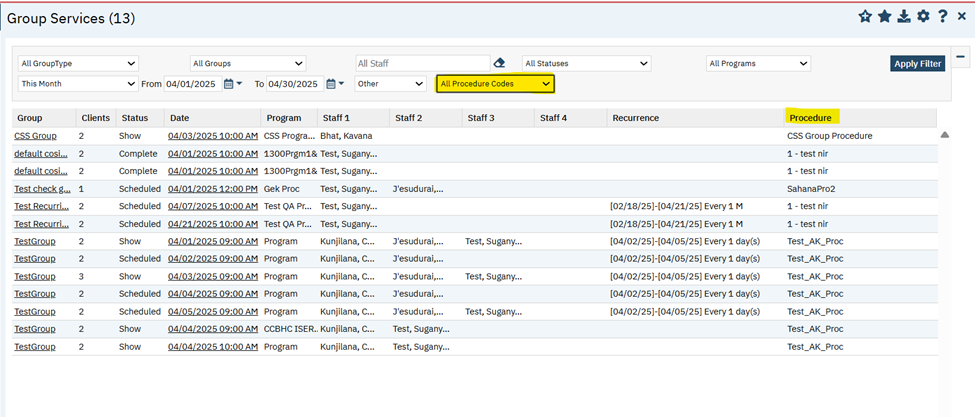 Group Services (13)
All GroupType All Groups All Staff All Statuses All Programs Apply Filter
This Month From 04/01/2025 To 04/30/2025 Other All Procedure Codes
Group Clients Status Date Program Staff 1 Staff 2 Staff 3 Staff 4 Recurrence Procedure
CSS Group 2 Show 04/03/2025 10:00 AM CSS Progra... Bhat, Kavana CSS Group Procedure
default cosi... 2 Complete 04/01/2025 10:00 AM 1300Prgm1& Test, Sugany... 1 - test nir
default cosi... 2 Complete 04/01/2025 10:00 AM 1300Prgm1& Test, Sugany... 1 - test nir
Test check g... 1 Scheduled 04/01/2025 12:00 PM Gek Proc Test, Sugany... J'esudurai,... SahanaPro2
Test Recurri... 2 Scheduled 04/07/2025 10:00 AM Test QA Pr... Test, Sugany... [02/18/25]-[04/21/25] Every 1 M 1 - test nir
Test Recurri... 2 Scheduled 04/21/2025 10:00 AM Test QA Pr... Test, Sugany... [02/18/25]-[04/21/25] Every 1 M 1 - test nir
TestGroup 2 Show 04/01/2025 09:00 AM Program Kunjilana, C... J'esudurai,... Test, Sugany... [04/02/25]-[04/05/25] Every 1 day(s) Test_AK_Proc
TestGroup 2 Scheduled 04/02/2025 09:00 AM Program Kunjilana, C... J'esudurai,... [04/02/25]-[04/05/25] Every 1 day(s) Test_AK_Proc
TestGroup 3 Show 04/03/2025 09:00 AM Program Kunjilana, C... J'esudurai,... Test, Sugany... [04/02/25]-[04/05/25] Every 1 day(s) Test_AK_Proc
TestGroup 2 Scheduled 04/04/2025 09:00 AM Program Kunjilana, C... J'esudurai,... [04/02/25]-[04/05/25] Every 1 day(s) Test_AK_Proc
TestGroup 2 Scheduled 04/05/2025 09:00 AM Program Kunjilana, C... J'esudurai,... Test, Sugany... [04/02/25]-[04/05/25] Every 1 day(s) Test_AK_Proc
TestGroup 2 Show 04/04/2025 09:00 AM CCBHC ISER.. Kunjilana, C... Test, Sugany... Test_AK_Proc
TestGroup 2 Show 04/04/2025 10:00 AM Program Kunjilana, C... Test, Sugany... Test_AK_Proc